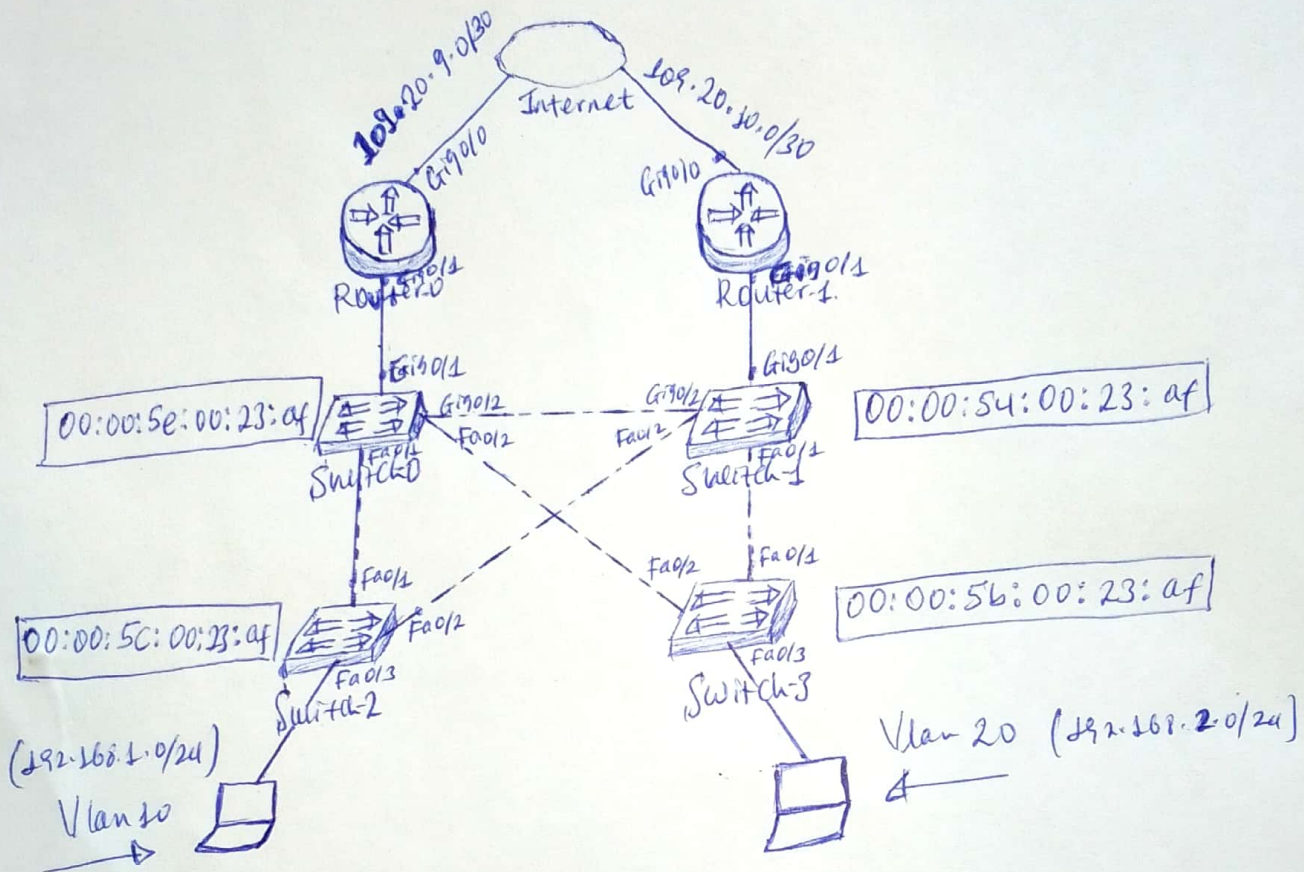 109.20.9.0/30
109.20.10.0/30
Internet
Gig0/0
Gig0/0
Gig0/1
Router-0
Gig0/1
Router-1.
Gig0/1
Gig0/1
00:00:5e:00:23:af
Gig0/2
Gig0/2
00:00:54:00:23:af
Fa0/2
Fa0/2
Fa0/1
Switch-0
Fa0/1
Switch-1
Fa0/1
Fa0/2
Fa0/1
00:00:5c:00:23:af
Fa0/2
00:00:5b:00:23:af
Fa0/3
Switch-2
Fa0/3
Switch-3
(192.168.1.0/24)
Vlan 10
Vlan 20 (192.168.2.0/24)